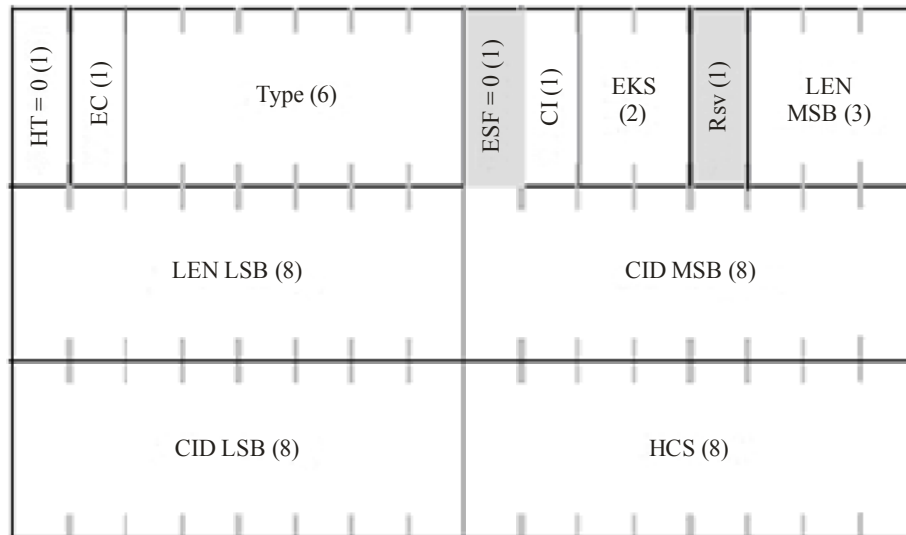 HT = 0 (1)
EC (1)
Type (6)
ESF = 0 (1)
CI (1)
EKS
(2)
Rsv (1)
LEN
MSB (3)
LEN LSB (8)
CID MSB (8)
CID LSB (8)
HCS (8)